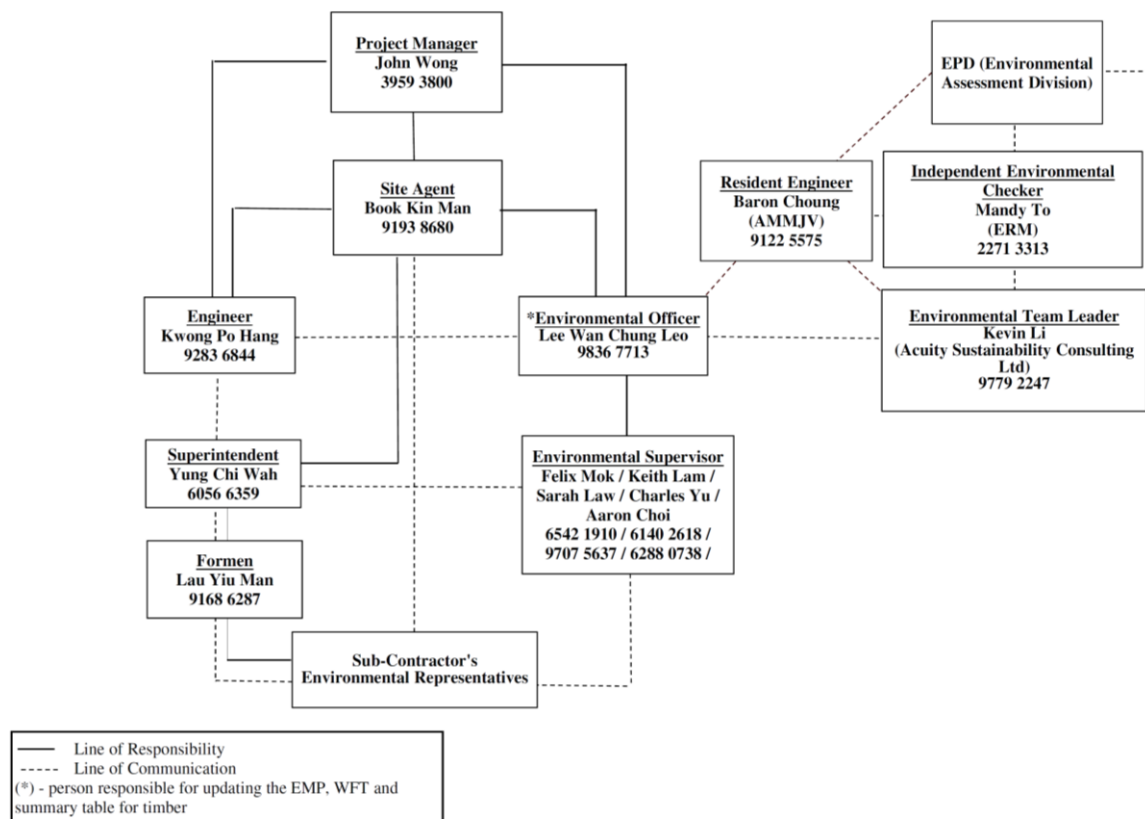 Project Manager
John Wong
3959 3800
EPD (Environmental
Assessment Division)
Site Agent
Book Kin Man
9193 8680
Resident Engineer
Baron Choung
(AMMJV)
9122 5575
Independent Environmental
Checker
Mandy To
(ERM)
2271 3313
Engineer
Kwong Po Hang
9283 6844
*Environmental Officer
Lee Wan Chung Leo
9836 7713
Environmental Team Leader
Kevin Li
(Acuity Sustainability Consulting
Ltd)
9779 2247
Superintendent
Yung Chi Wah
6056 6359
Environmental Supervisor
Felix Mok / Keith Lam /
Sarah Law / Charles Yu /
Aaron Choi
6542 1910 / 6140 2618 /
9707 5637 / 6288 0738 /
Formen
Lau Yiu Man
9168 6287
Sub-Contractor's
Environmental Representatives
Line of Responsibility
Line of Communication
(*) - person responsible for updating the EMP, WFT and
summary table for timber